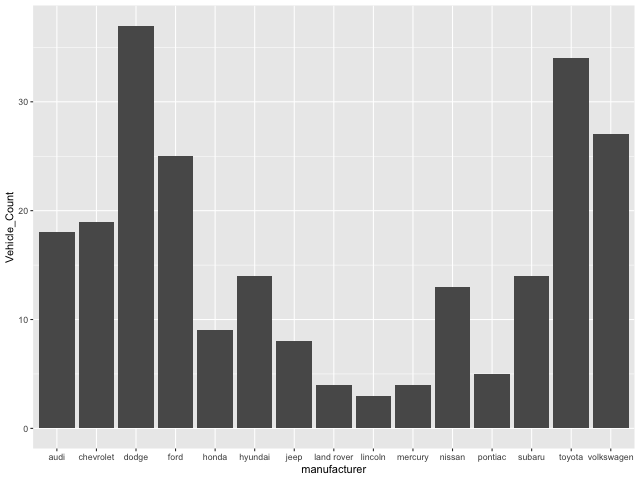 30
20
10
0
Vehicle_Count
audi chevrolet dodge ford honda hyundai jeep land rover lincoln mercury nissan pontiac subaru toyota volkswagen
manufacturer